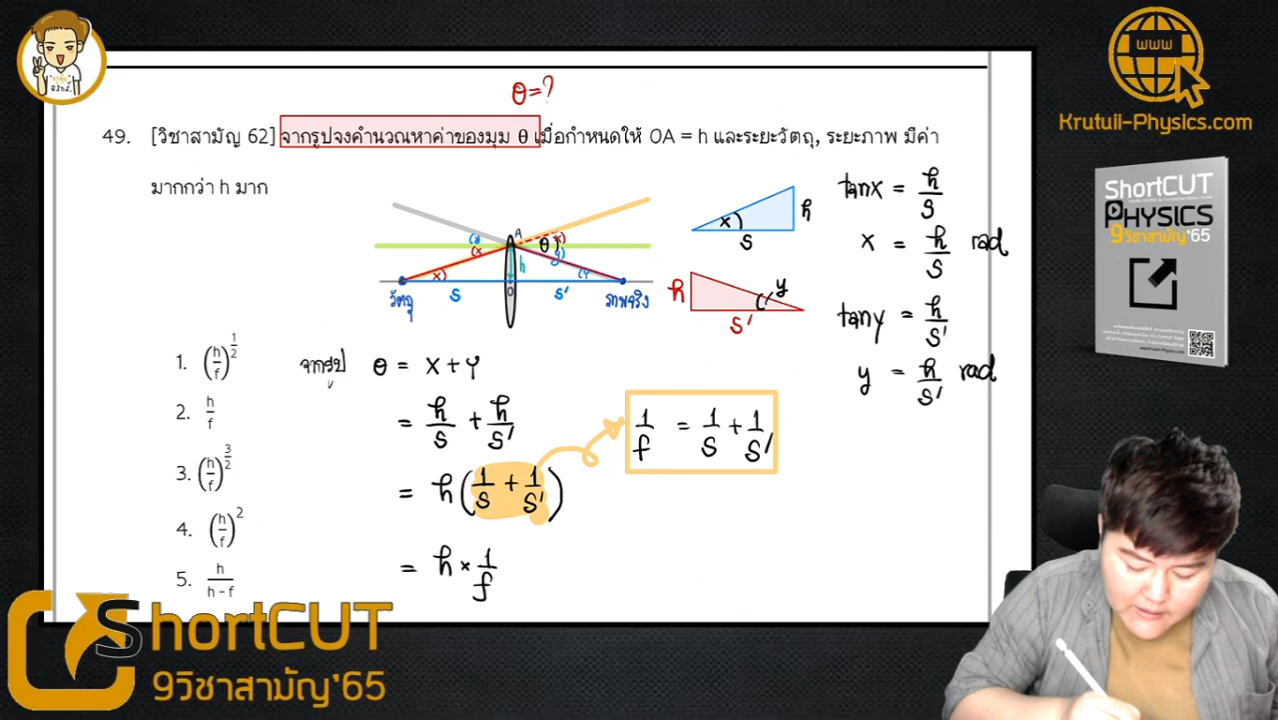 WWW
Krutuii-Physics.com
ShortCUT
PHYSICS
9วิชาสามัญ'65
θ=?
49. [วิชาสามัญ 62] จากรูปจงคำนวณหาค่าของมุม θ เมื่อกำหนดให้ OA = h และระยะวัตถุ, ระยะภาพ มีค่า
มากกว่า h มาก
A
(y
(x
θ
x)
y)
h
x)
(y
O
วัตถุ
s
s'
ภาพจริง
x)
h
s
h
y
s'
tanx = h/s
x = h/s rad
tany = h/s'
y = h/s' rad
1. (h/f)^1/2
2. h/f
3. (h/f)^3/2
4. (h/f)^2
5. h/(h-f)
จากรูป θ = x+y
= h/s + h/s'
= h(1/s + 1/s')
= h × 1/f
1/f = 1/s + 1/s'
ShortCUT
9วิชาสามัญ'65